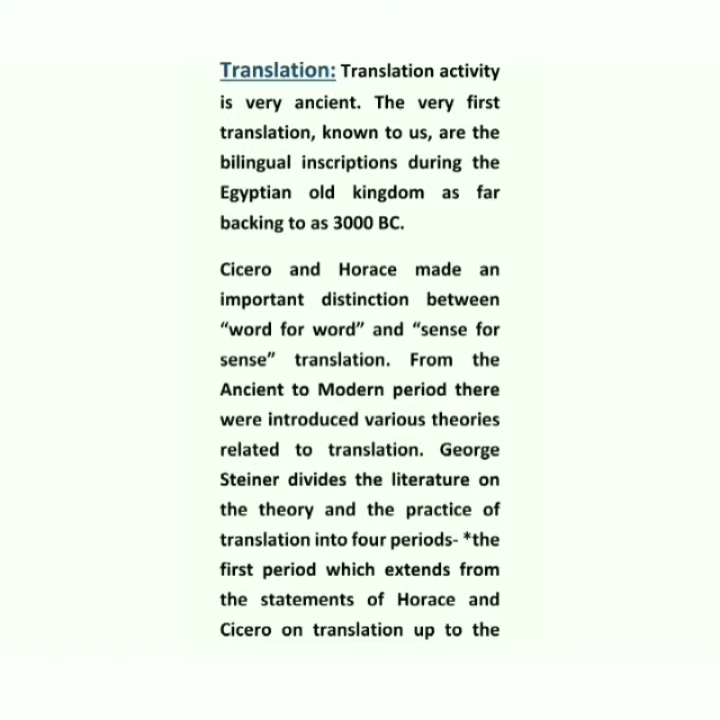 Translation: Translation activity
is very ancient. The very first
translation, known to us, are the
bilingual inscriptions during the
Egyptian old kingdom as far
backing to as 3000 BC.
Cicero and Horace made an
important distinction between
“word for word” and “sense for
sense” translation. From the
Ancient to Modern period there
were introduced various theories
related to translation. George
Steiner divides the literature on
the theory and the practice of
translation into four periods- *the
first period which extends from
the statements of Horace and
Cicero on translation up to the